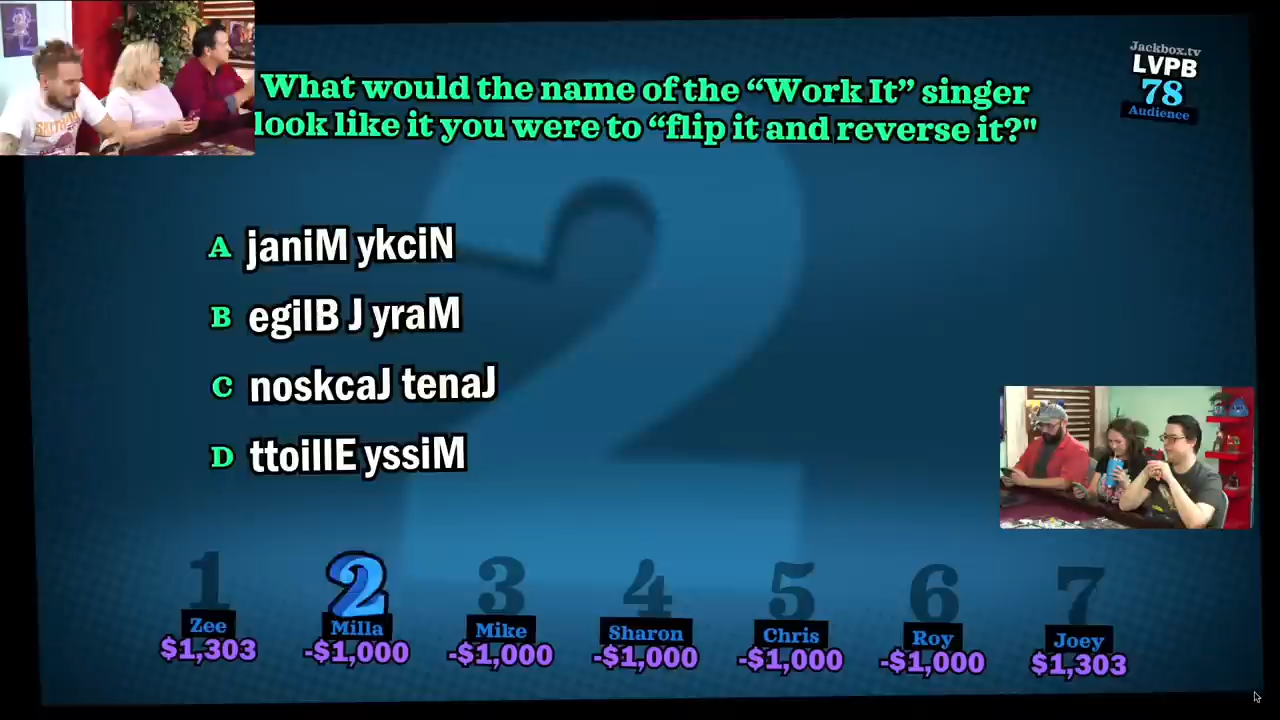 What would the name of the “Work It” singer
look like it you were to “flip it and reverse it?"
Jackbox.tv
LVPB
78
Audience
A janiM ykciN
B egilB J yraM
C noskcaJ tenaJ
D ttoillE yssiM
2
1 2 3 4 5 6 7
Zee Milla Mike Sharon Chris Roy Joey
$1,303 -$1,000 -$1,000 -$1,000 -$1,000 -$1,000 $1,303